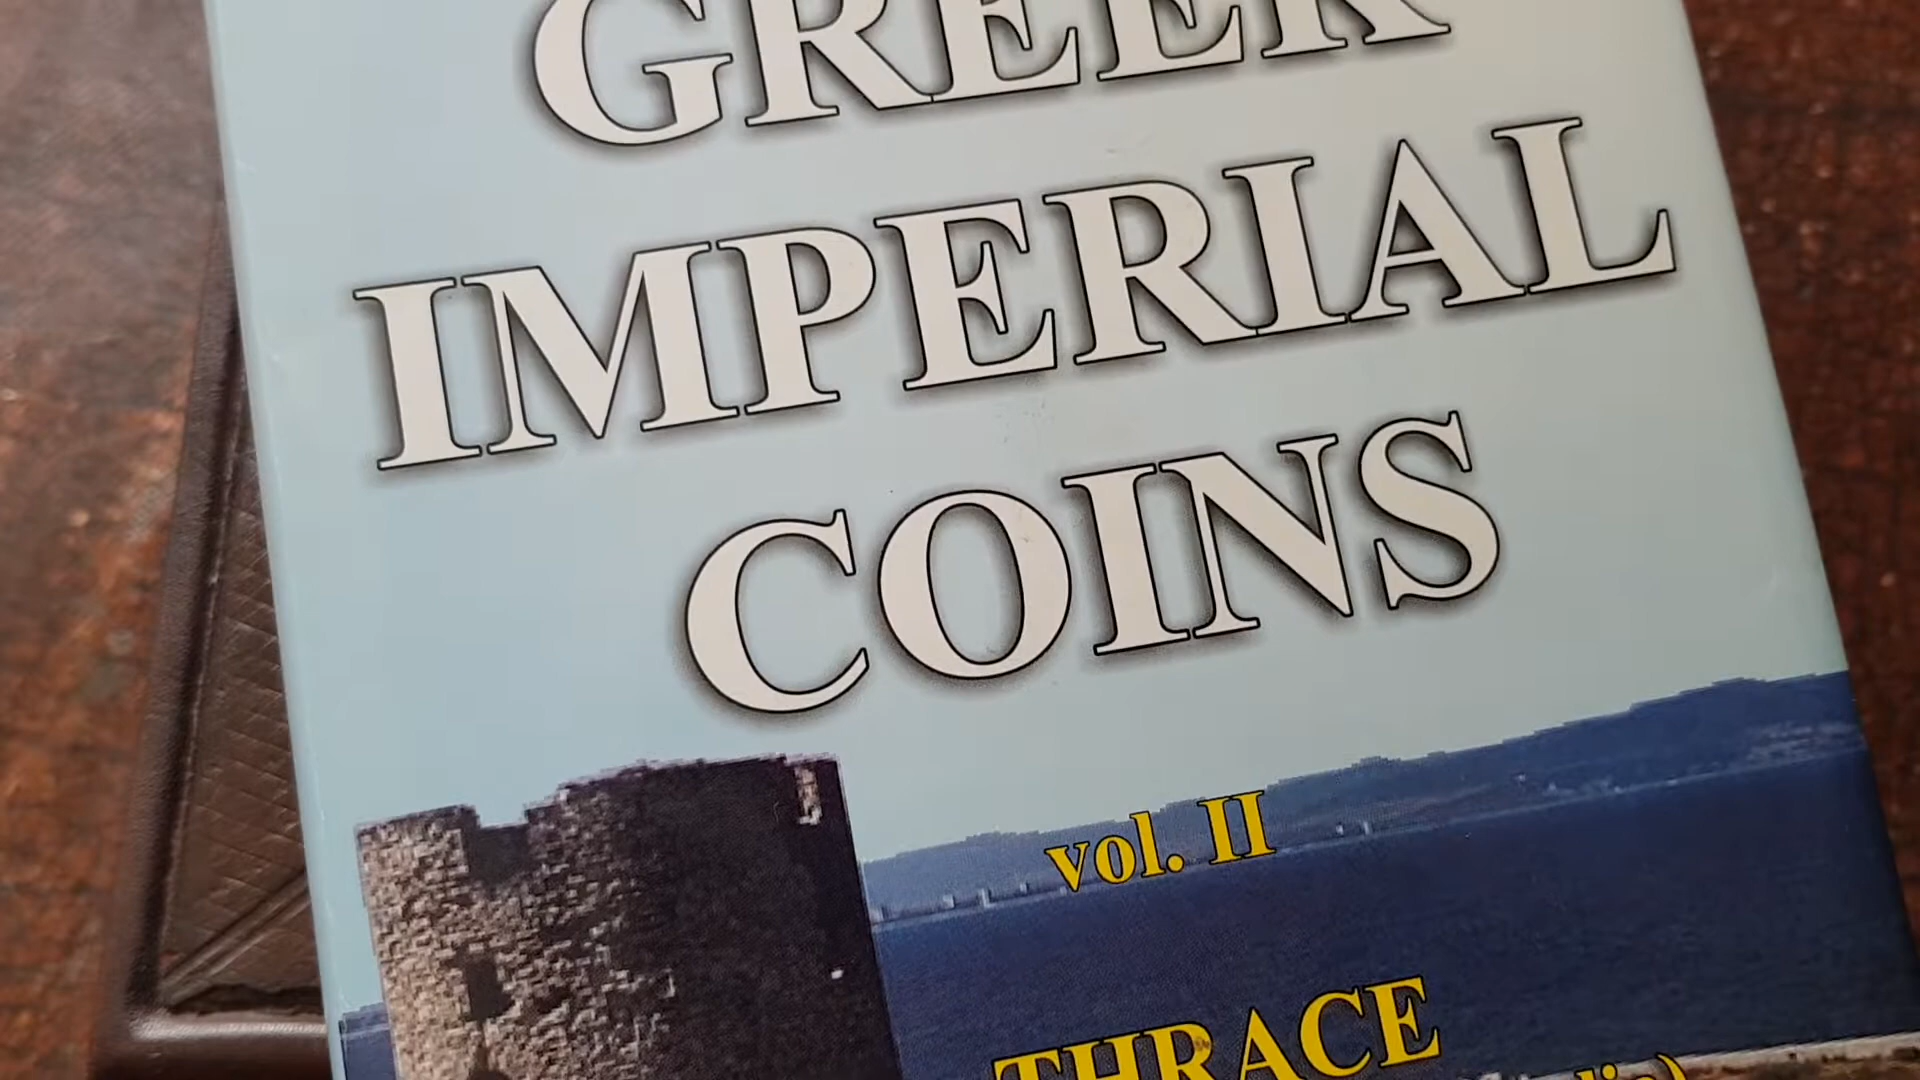 GREEK
IMPERIAL
COINS
vol. II
THRACE